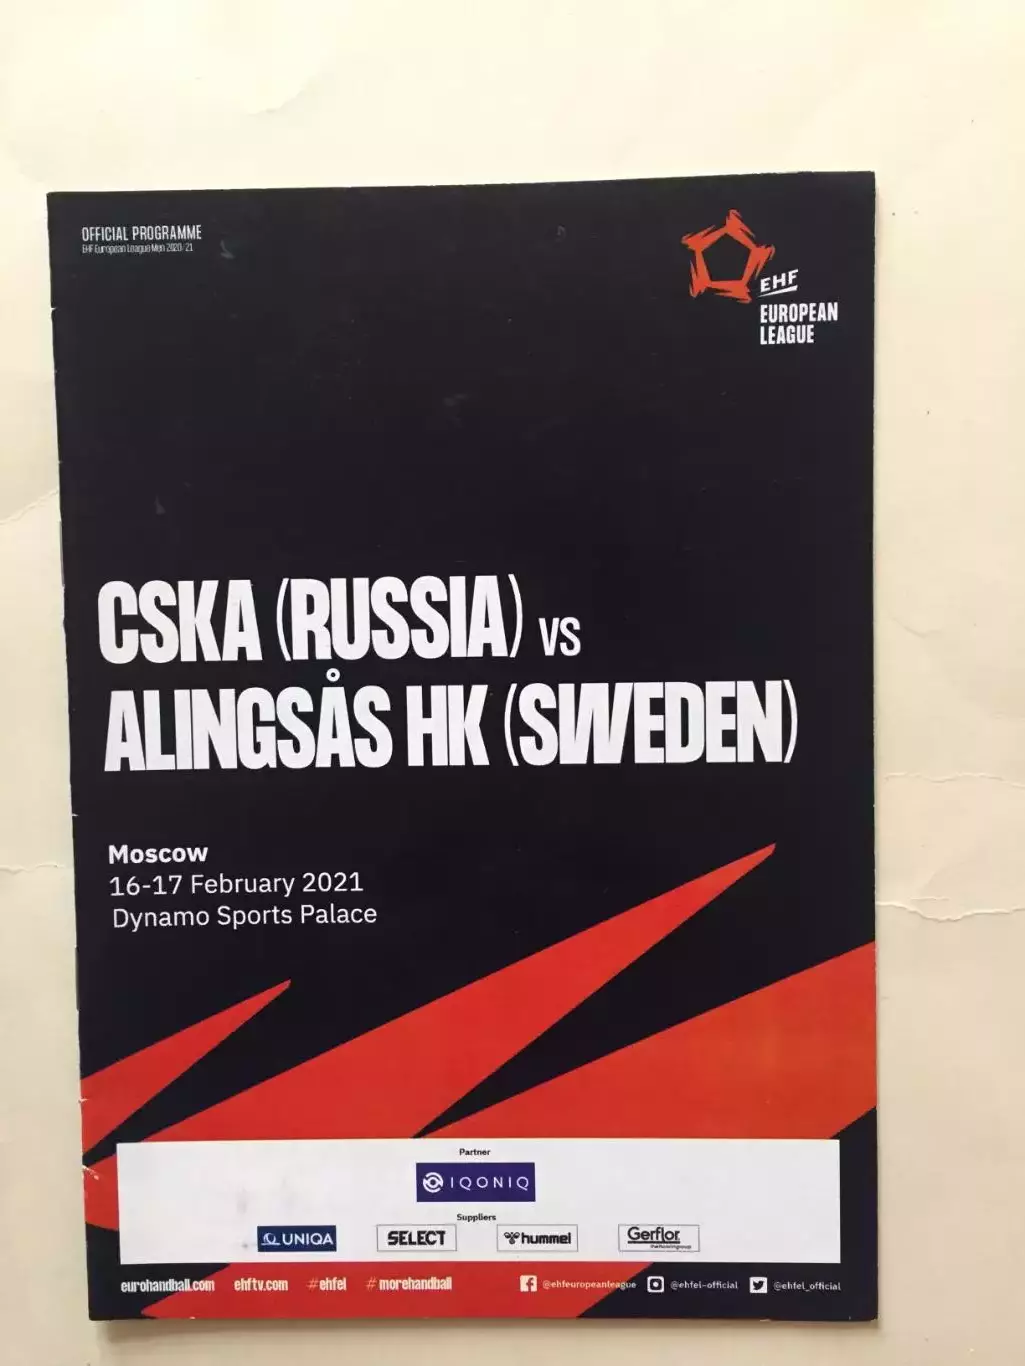 OFFICIAL PROGRAMME
EHF European League Men 2020/21
EHF
EUROPEAN
LEAGUE
CSKA (RUSSIA) VS
ALINGSÅS HK (SWEDEN)
Moscow
16-17 February 2021
Dynamo Sports Palace
Partner
IQONIQ
Suppliers
UNIQA SELECT hummel Gerflor
theflooringgroup
eurohandball.com ehftv.com #ehfel #morehandball @ehfeuropeanleague @ehfel-official @ehfel_official